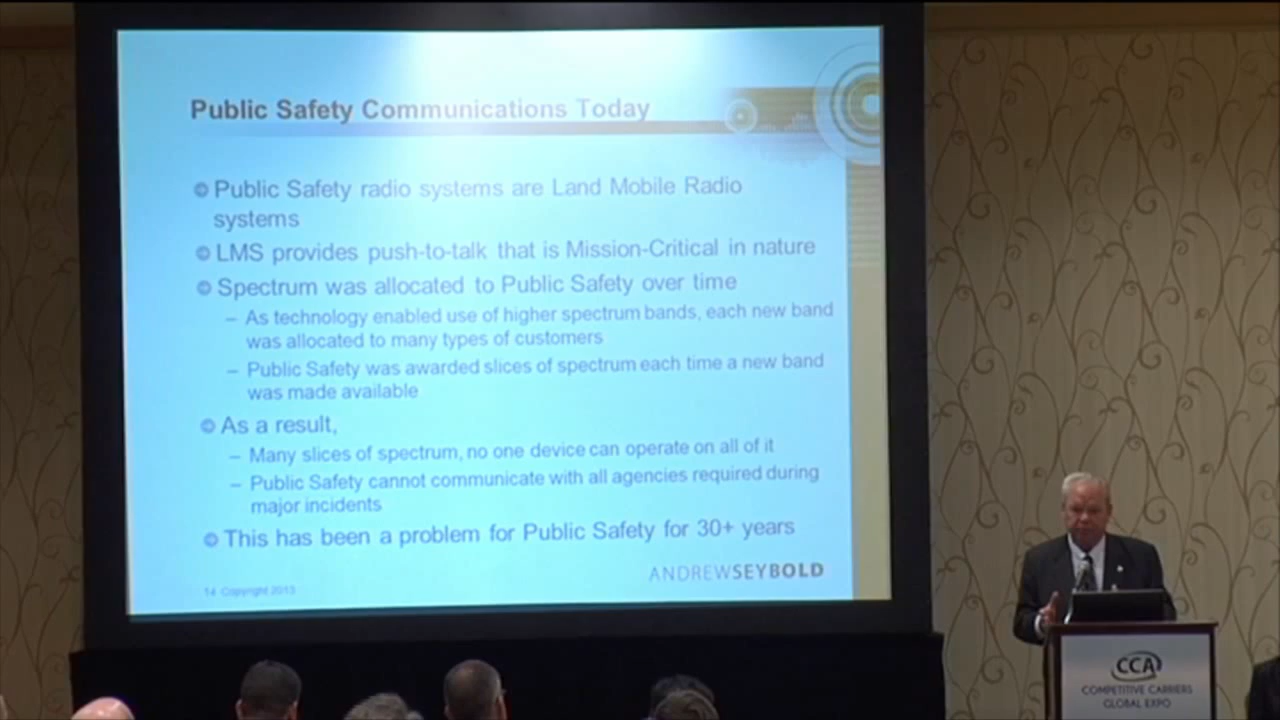 Public Safety Communications Today
Public Safety radio systems are Land Mobile Radio
systems
LMS provides push-to-talk that is Mission-Critical in nature
Spectrum was allocated to Public Safety over time
– As technology enabled use of higher spectrum bands, each new band
was allocated to many types of customers
– Public Safety was awarded slices of spectrum each time a new band
was made available
As a result,
– Many slices of spectrum, no one device can operate on all of it
– Public Safety cannot communicate with all agencies required during
major incidents
This has been a problem for Public Safety for 30+ years
ANDREWSEYBOLD
14 Copyright 2013
CCA
COMPETITIVE CARRIERS
GLOBAL EXPO